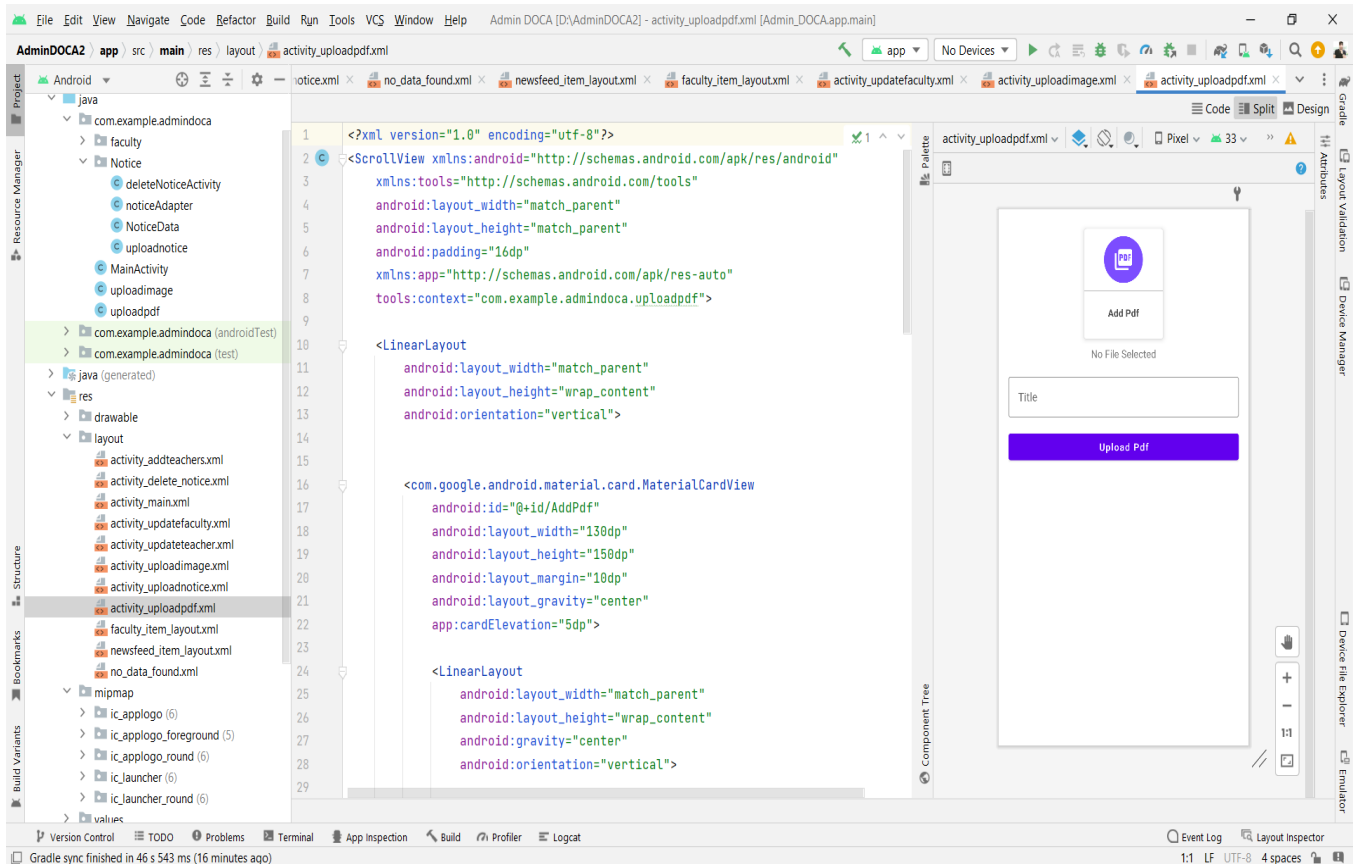 File Edit View Navigate Code Refactor Build Run Tools VCS Window Help Admin DOCA [D:\AdminDOCA2] - activity_uploadpdf.xml [Admin_DOCA.app.main]
AdminDOCA2 app src main res layout activity_uploadpdf.xml app No Devices
Android otice.xml no_data_found.xml newsfeed_item_layout.xml faculty_item_layout.xml activity_updatefaculty.xml activity_uploadimage.xml activity_uploadpdf.xml
Code Split Design
Project
Resource Manager
Structure
Bookmarks
Build Variants
java
com.example.admindoca
faculty
Notice
deleteNoticeActivity
noticeAdapter
NoticeData
uploadnotice
MainActivity
uploadimage
uploadpdf
com.example.admindoca (androidTest)
com.example.admindoca (test)
java (generated)
res
drawable
layout
activity_addteachers.xml
activity_delete_notice.xml
activity_main.xml
activity_updatefaculty.xml
activity_updateteacher.xml
activity_uploadimage.xml
activity_uploadnotice.xml
activity_uploadpdf.xml
faculty_item_layout.xml
newsfeed_item_layout.xml
no_data_found.xml
mipmap
ic_applogo (6)
ic_applogo_foreground (5)
ic_applogo_round (6)
ic_launcher (6)
ic_launcher_round (6)
values
1 <?xml version="1.0" encoding="utf-8"?> 1
2 C <ScrollView xmlns:android="http://schemas.android.com/apk/res/android"
3 xmlns:tools="http://schemas.android.com/tools"
4 android:layout_width="match_parent"
5 android:layout_height="match_parent"
6 android:padding="16dp"
7 xmlns:app="http://schemas.android.com/apk/res-auto"
8 tools:context="com.example.admindoca.uploadpdf">
9
10 <LinearLayout
11 android:layout_width="match_parent"
12 android:layout_height="wrap_content"
13 android:orientation="vertical">
14
15
16 <com.google.android.material.card.MaterialCardView
17 android:id="@+id/AddPdf"
18 android:layout_width="130dp"
19 android:layout_height="150dp"
20 android:layout_margin="10dp"
21 android:layout_gravity="center"
22 app:cardElevation="5dp">
23
24 <LinearLayout
25 android:layout_width="match_parent"
26 android:layout_height="wrap_content"
27 android:gravity="center"
28 android:orientation="vertical">
29
Palette
Component Tree
activity_uploadpdf.xml Pixel 33
PDF
Add Pdf
No File Selected
Title
Upload Pdf
1:1
Attributes
Gradle
Layout Validation
Device Manager
Device File Explorer
Emulator
Version Control TODO Problems Terminal App Inspection Build Profiler Logcat Event Log Layout Inspector
Gradle sync finished in 46 s 543 ms (16 minutes ago) 1:1 LF UTF-8 4 spaces